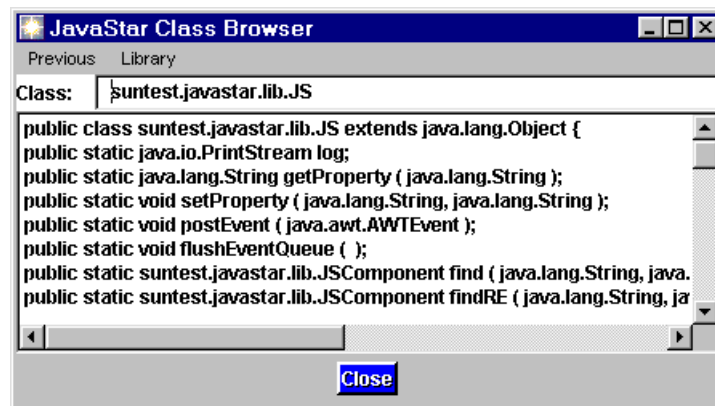 JavaStar Class Browser
Previous Library
Class: suntest.javastar.lib.JS
public class suntest.javastar.lib.JS extends java.lang.Object {
public static java.io.PrintStream log;
public static java.lang.String getProperty ( java.lang.String );
public static void setProperty ( java.lang.String, java.lang.String );
public static void postEvent ( java.awt.AWTEvent );
public static void flushEventQueue (  );
public static suntest.javastar.lib.JSComponent find ( java.lang.String, java.
public static suntest.javastar.lib.JSComponent findRE ( java.lang.String, ja
Close